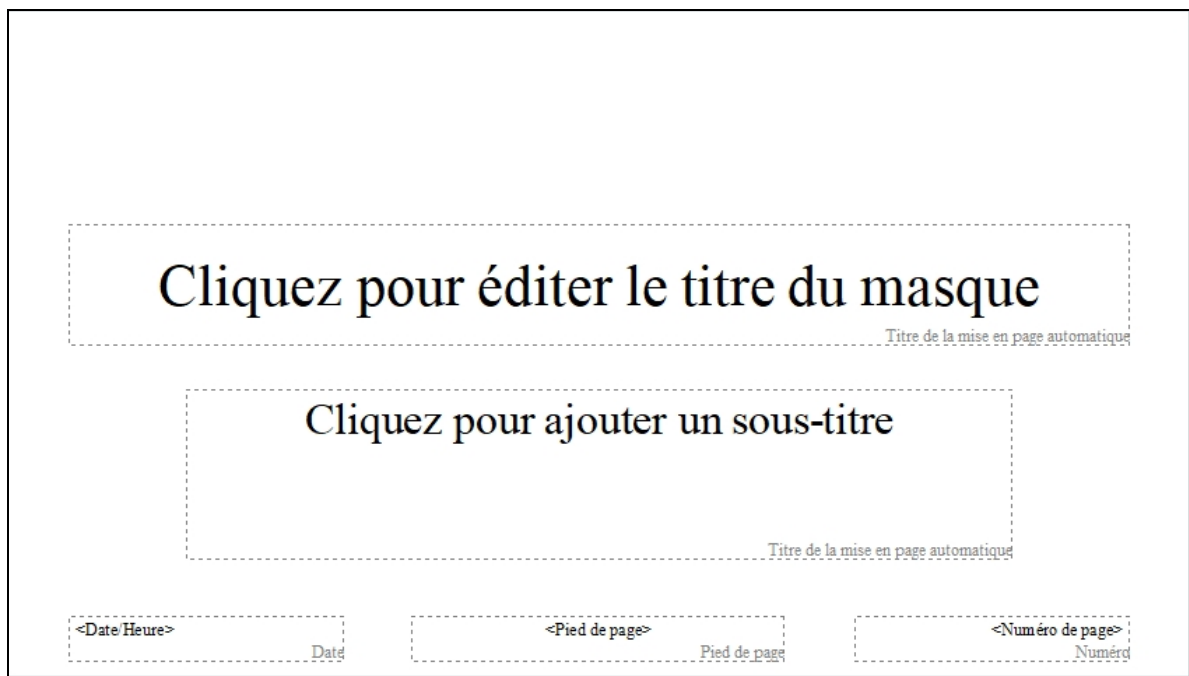 Cliquez pour éditer le titre du masque
Titre de la mise en page automatique
Cliquez pour ajouter un sous-titre
Titre de la mise en page automatique
<Date/Heure>
Date
<Pied de page>
Pied de page
<Numéro de page>
Numéro